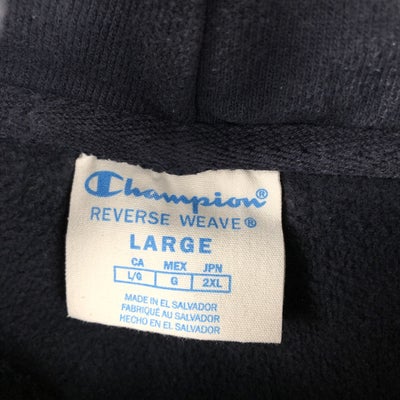 Champion®
REVERSE WEAVE®
LARGE
CA MEX JPN
L/G G 2XL
MADE IN EL SALVADOR
FABRIQUÉ AU SALVADOR
HECHO EN EL SALVADOR